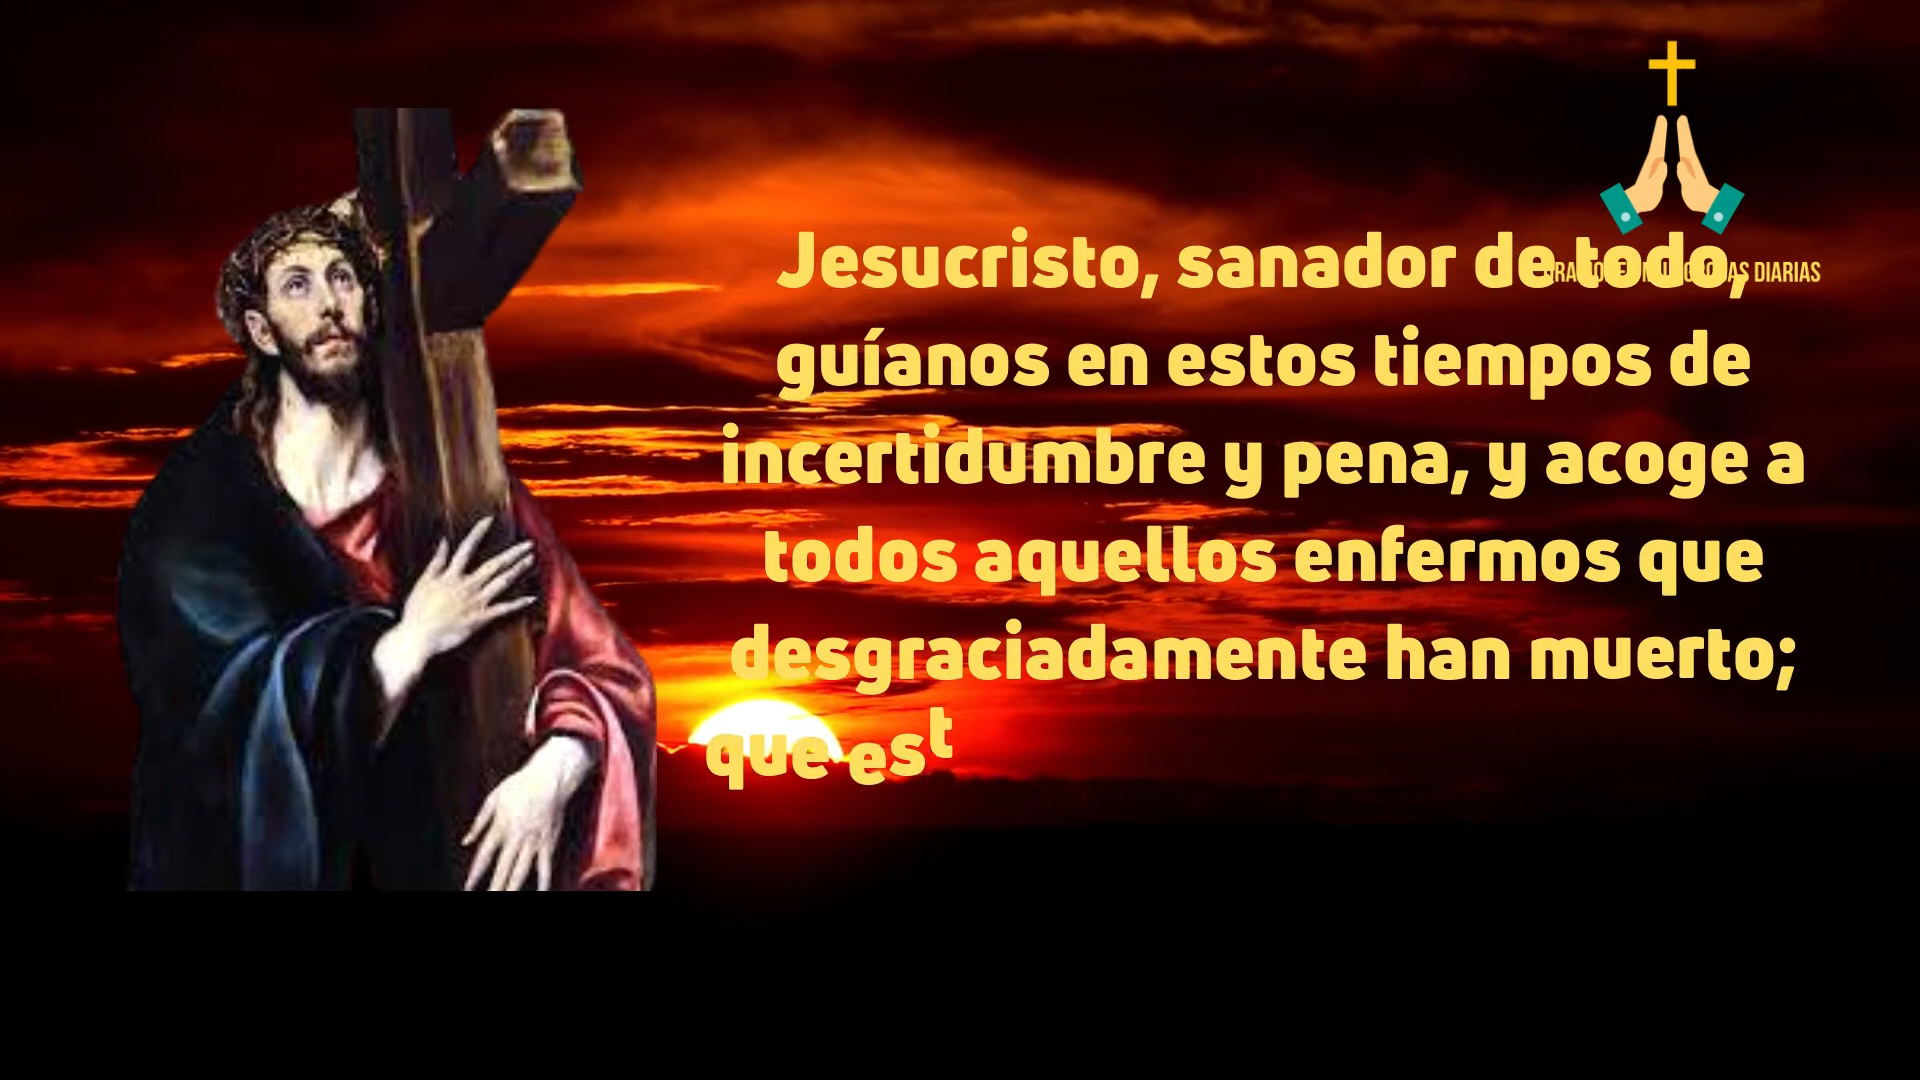 Jesucristo, sanador de todo,
DIARIAS
guíanos en estos tiempos de
incertidumbre y pena, y acoge a
todos aquellos enfermos que
desgraciadamente han muerto;
que est